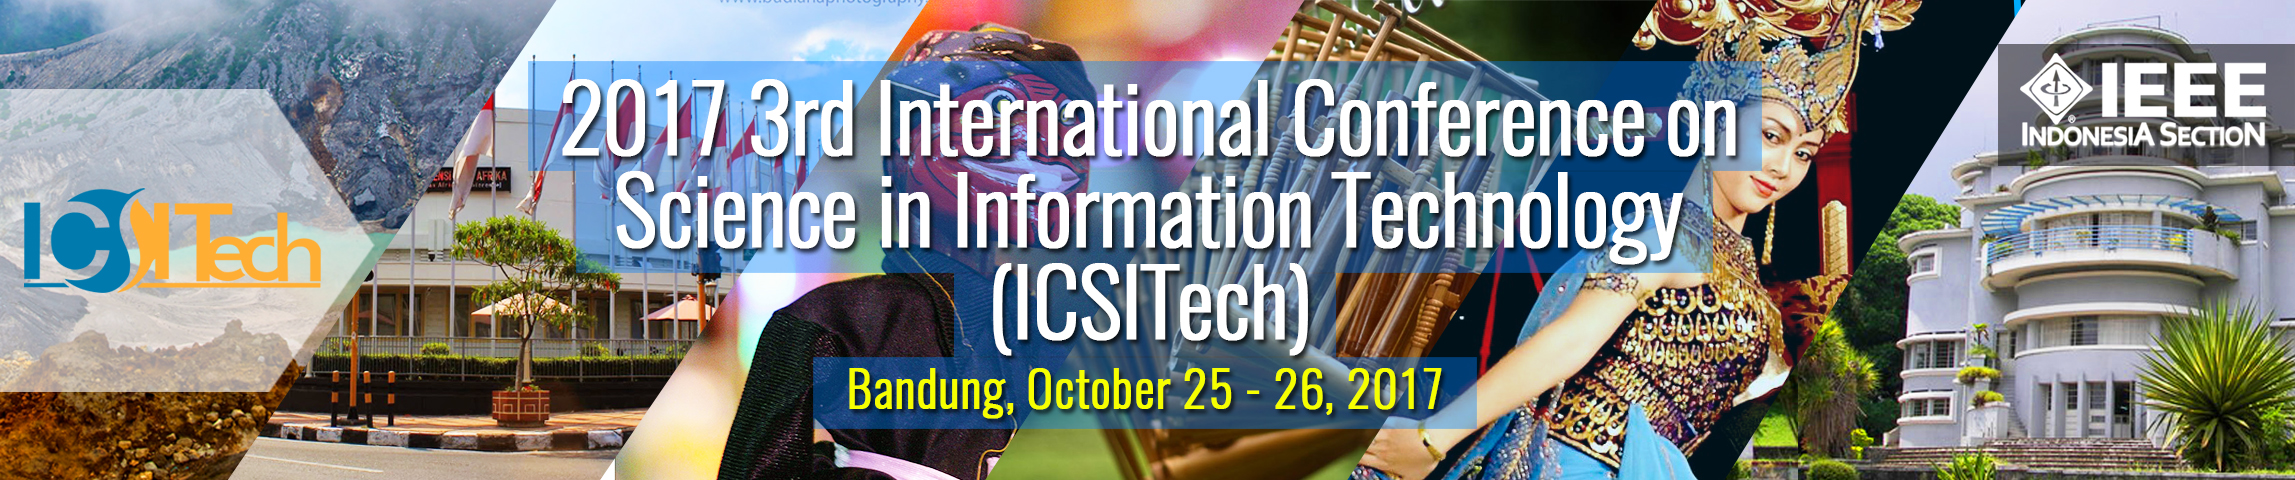 2017 3rd International Conference on
Science in Information Technology
(ICSITech)
Bandung, October 25 - 26, 2017
ICSITech
IEEE
INDONESIA SECTION